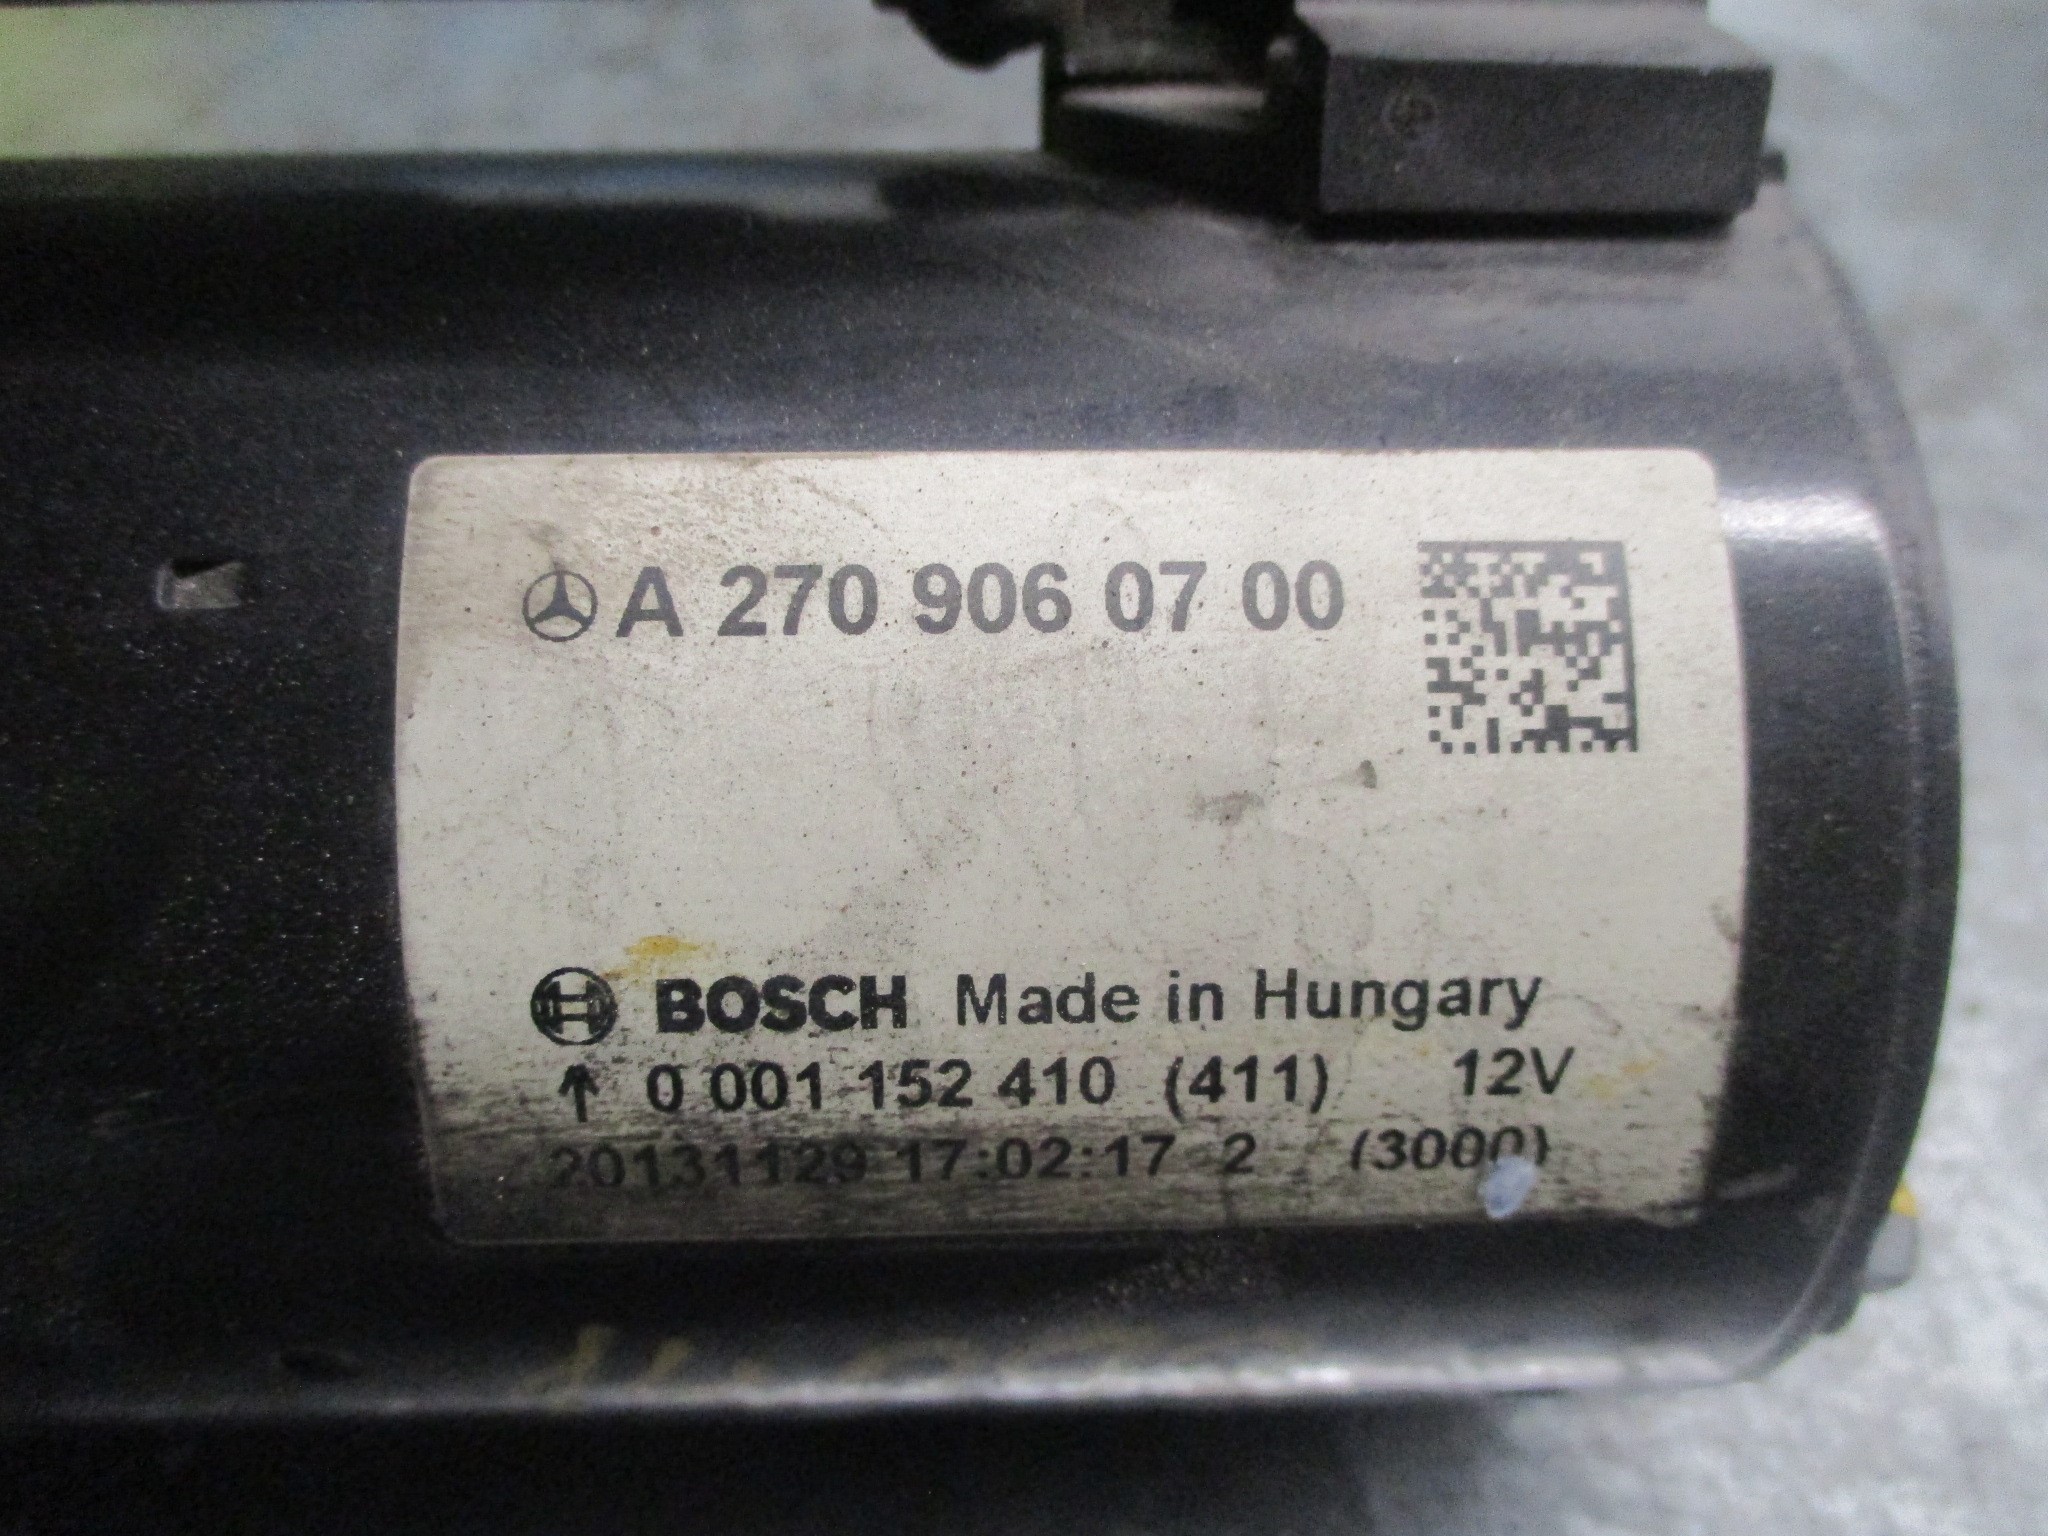 A 270 906 07 00
BOSCH Made in Hungary
↑ 0 001 152 410 (411) 12V
20131129 17:02:17 2 (3000)